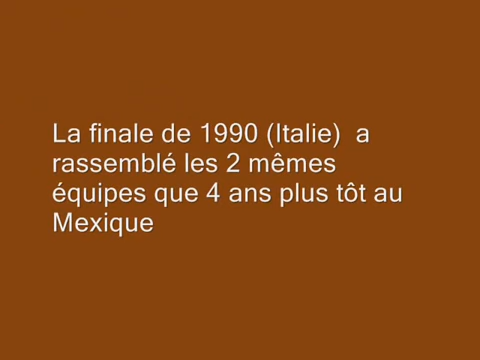 La finale de 1990 (Italie)  a
rassemblé les 2 mêmes
équipes que 4 ans plus tôt au
Mexique